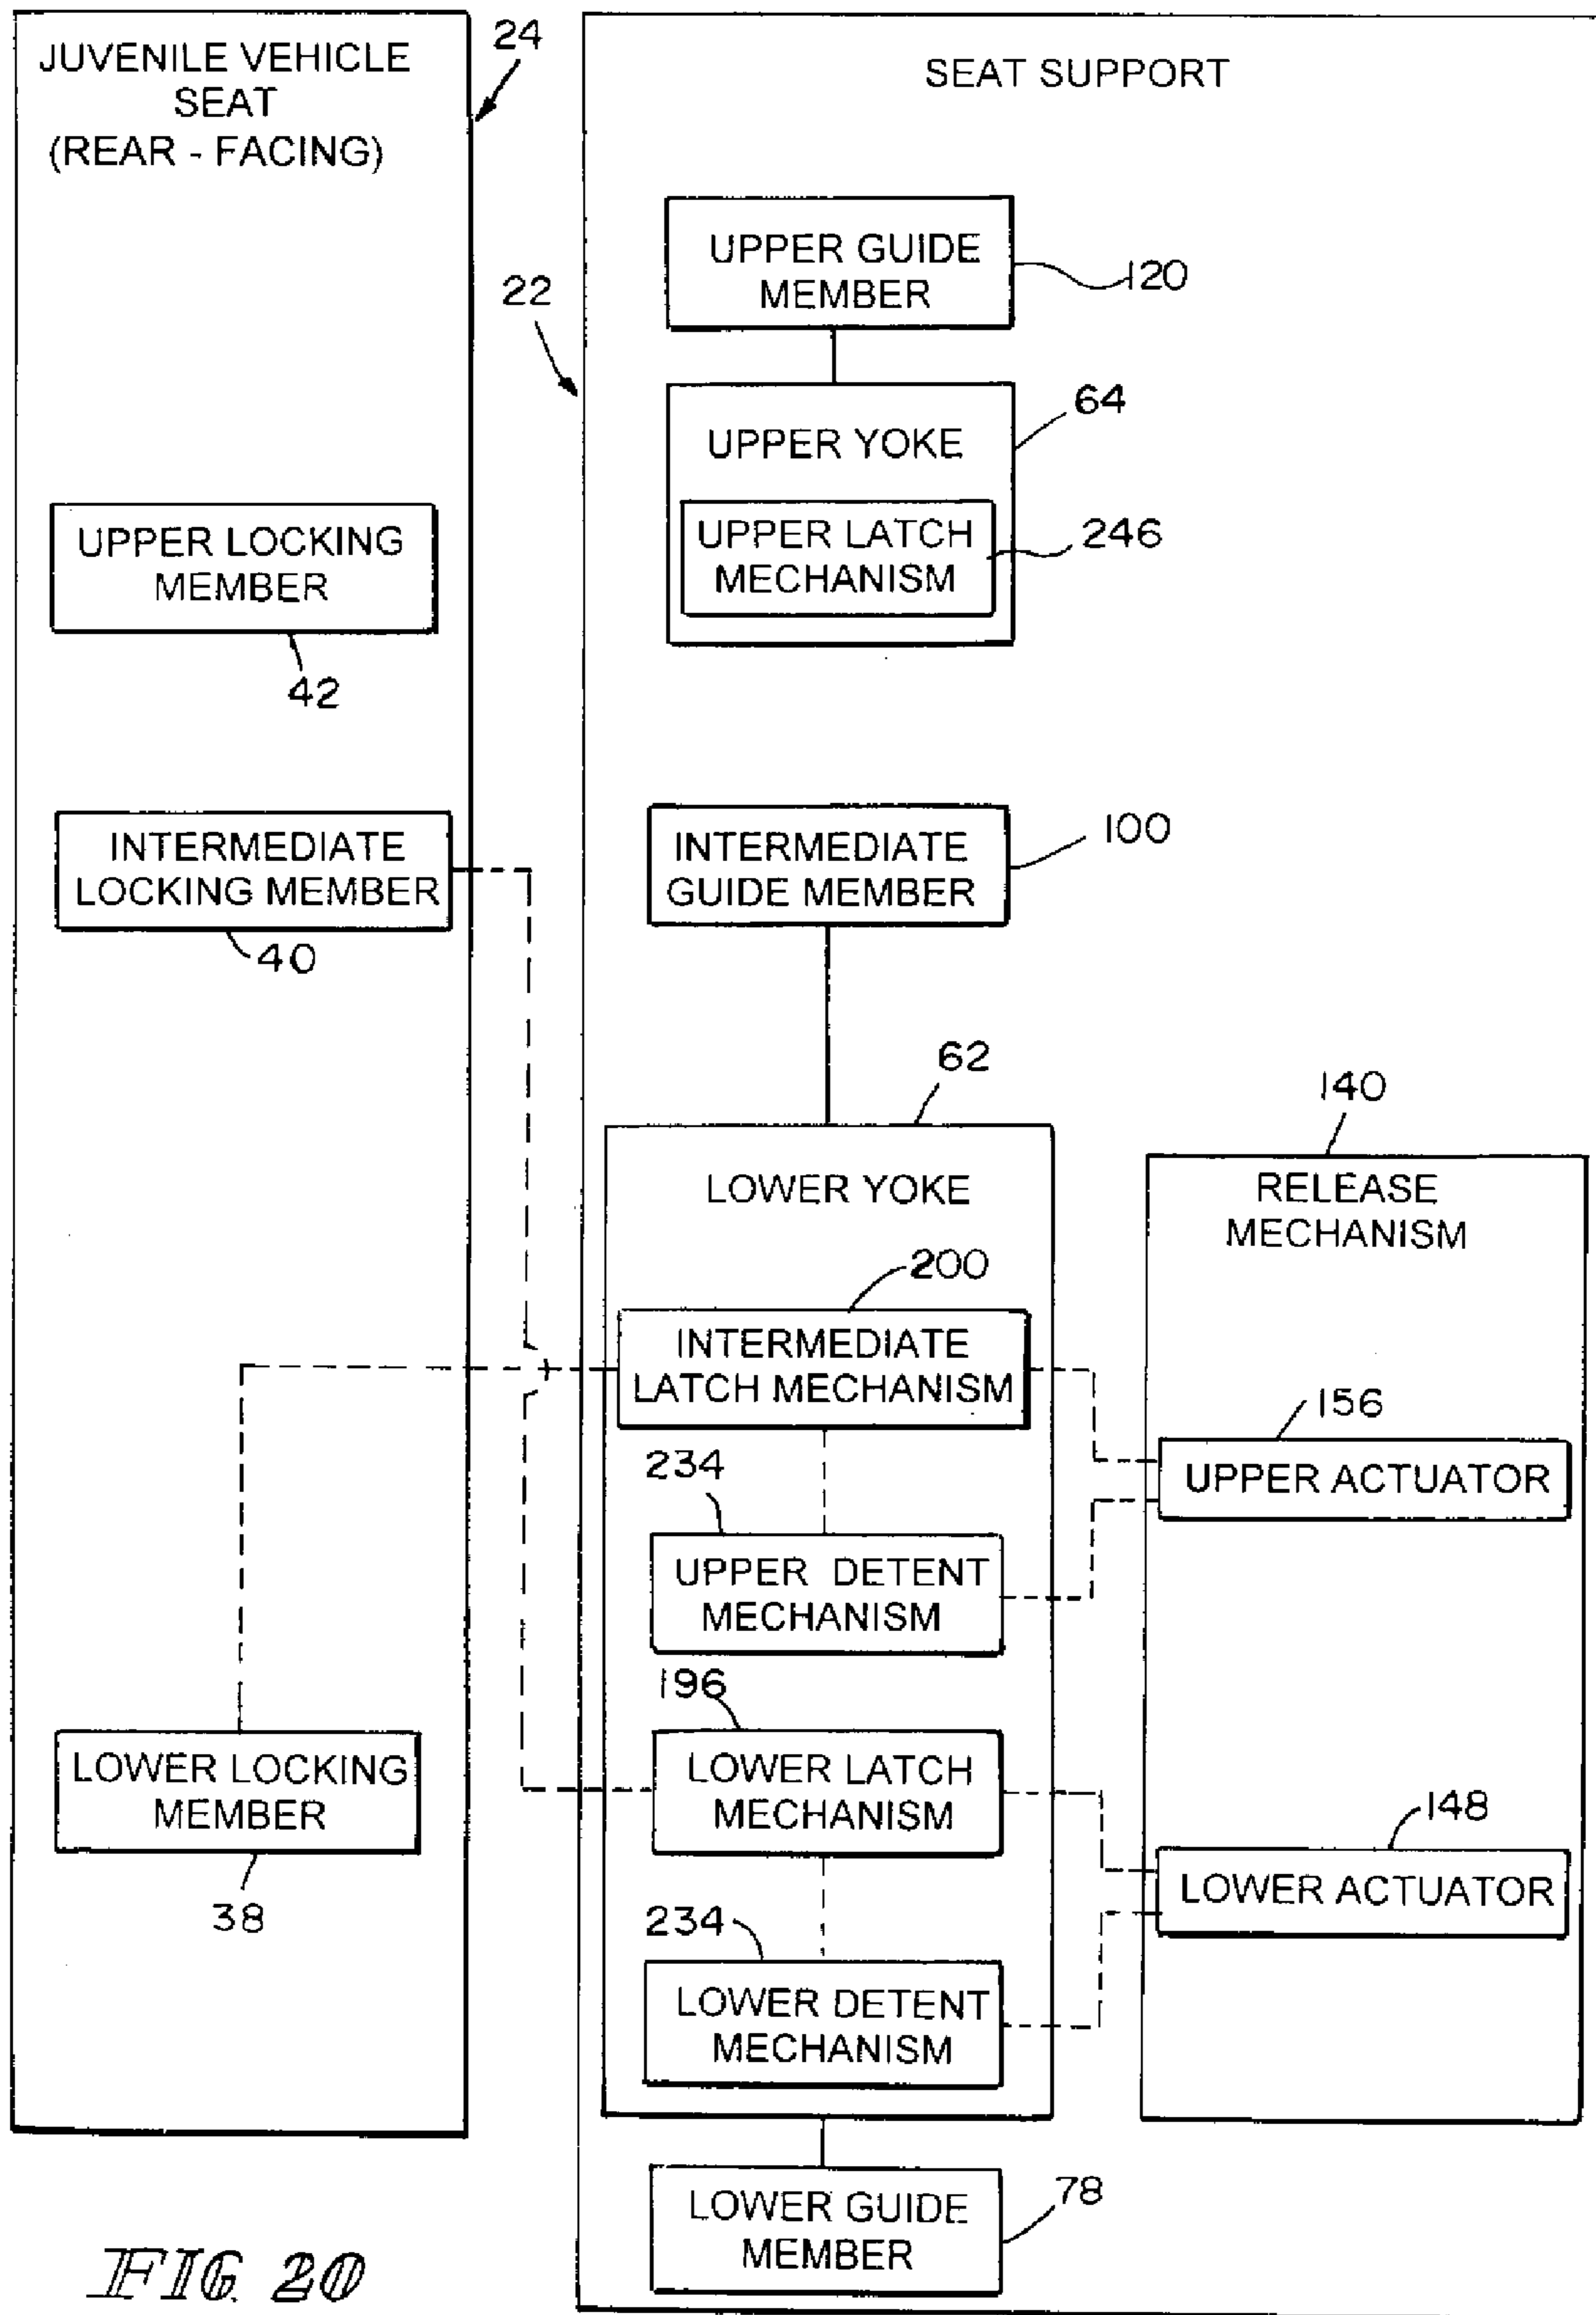 JUVENILE VEHICLE
SEAT
(REAR - FACING)
24
SEAT SUPPORT
22
UPPER GUIDE
MEMBER
120
UPPER YOKE
64
UPPER LATCH
MECHANISM
246
UPPER LOCKING
MEMBER
42
INTERMEDIATE
LOCKING MEMBER
40
INTERMEDIATE
GUIDE MEMBER
100
62
LOWER YOKE
140
RELEASE
MECHANISM
200
INTERMEDIATE
LATCH MECHANISM
156
UPPER ACTUATOR
234
UPPER DETENT
MECHANISM
196
LOWER LATCH
MECHANISM
LOWER LOCKING
MEMBER
38
148
LOWER ACTUATOR
234
LOWER DETENT
MECHANISM
LOWER GUIDE
MEMBER
78
FIG. 20